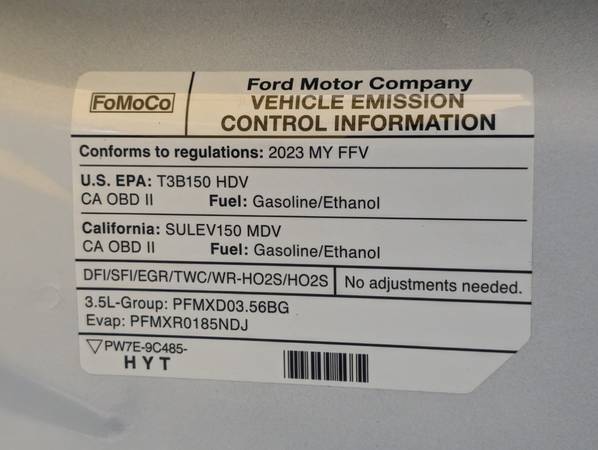 FoMoCo
Ford Motor Company
VEHICLE EMISSION
CONTROL INFORMATION
Conforms to regulations: 2023 MY FFV
U.S. EPA: T3B150 HDV
CA OBD II Fuel: Gasoline/Ethanol
California: SULEV150 MDV
CA OBD II Fuel: Gasoline/Ethanol
DFI/SFI/EGR/TWC/WR-HO2S/HO2S No adjustments needed.
3.5L-Group: PFMXD03.56BG
Evap: PFMXR0185NDJ
PW7E-9C485-
HYT